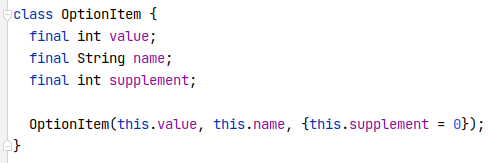 class OptionItem {
  final int value;
  final String name;
  final int supplement;

  OptionItem(this.value, this.name, {this.supplement = 0});
}